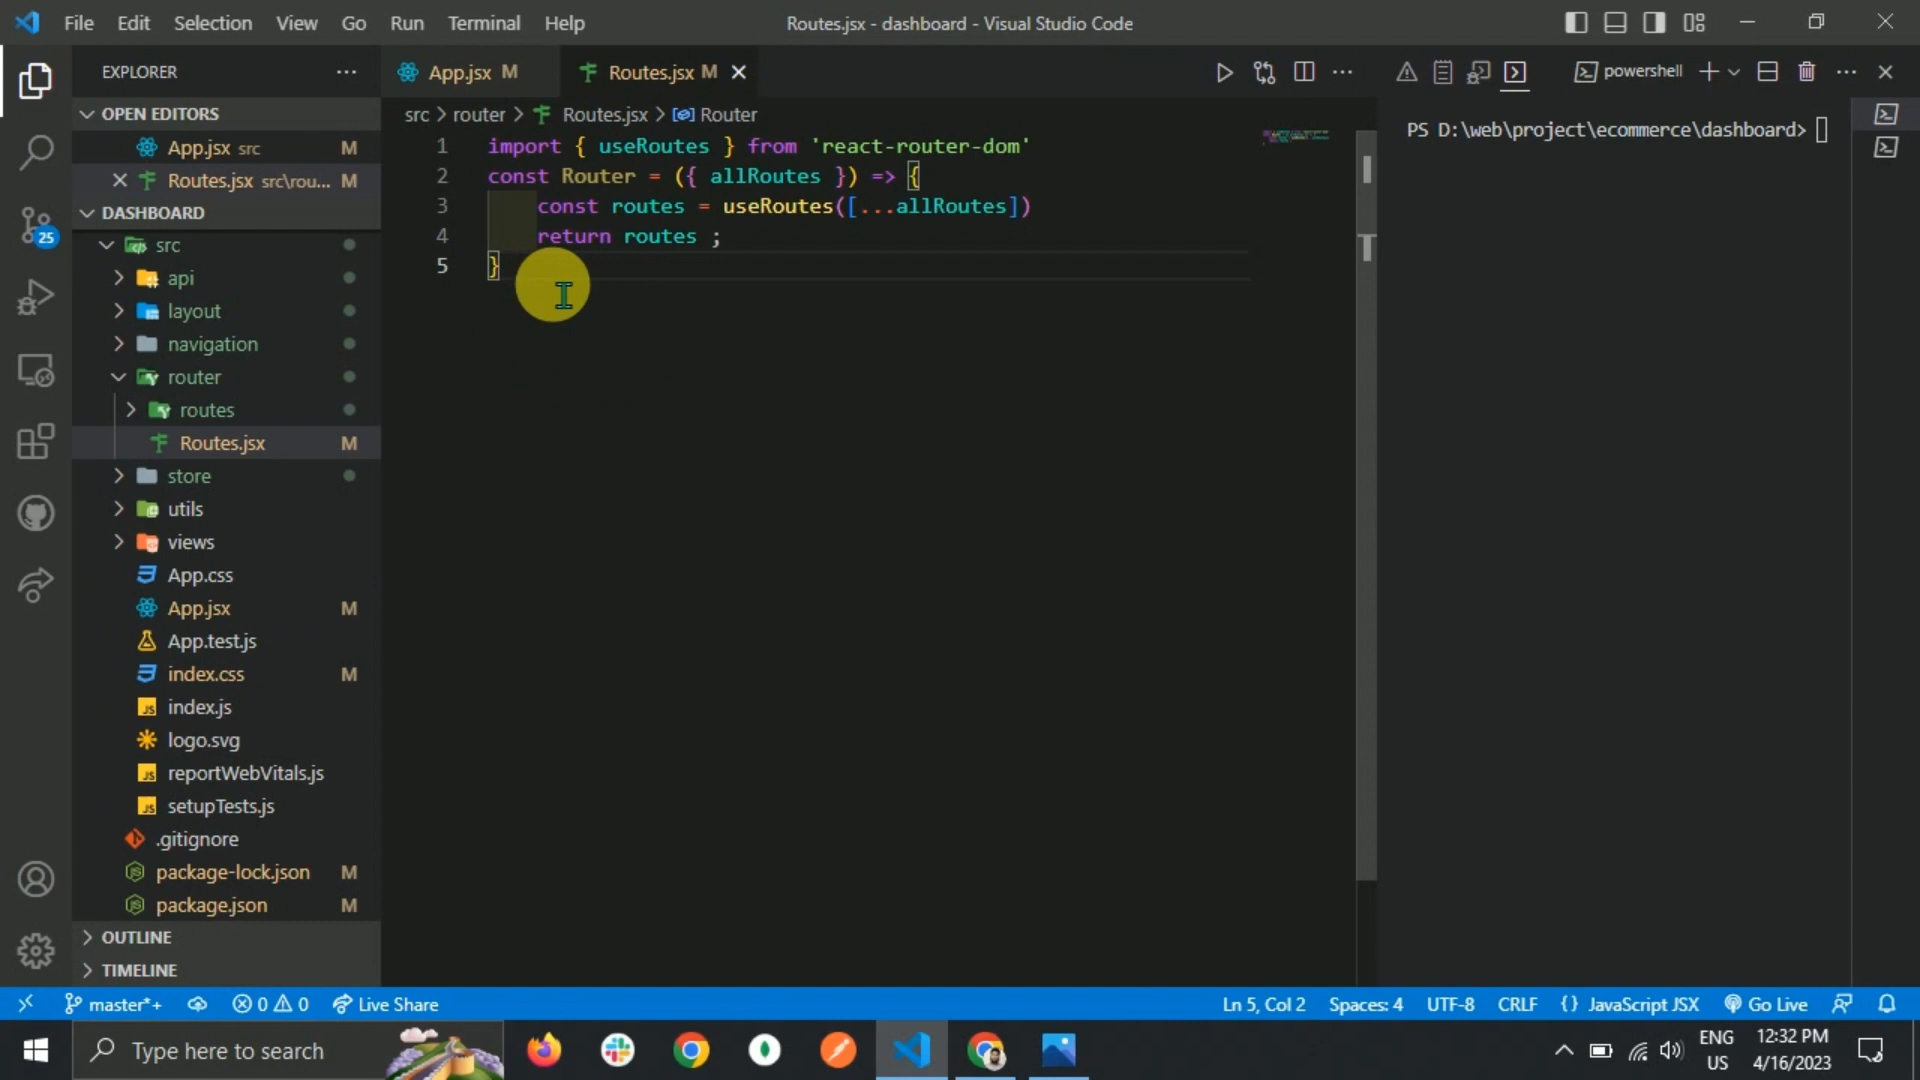 File Edit Selection View Go Run Terminal Help
Routes.jsx - dashboard - Visual Studio Code
EXPLORER
OPEN EDITORS
App.jsx src M
Routes.jsx src\rou... M
DASHBOARD
src
api
layout
navigation
router
routes
Routes.jsx M
store
utils
views
App.css
App.jsx M
App.test.js
index.css M
index.js
logo.svg
reportWebVitals.js
setupTests.js
.gitignore
package-lock.json M
package.json M
OUTLINE
TIMELINE
25
App.jsx M
Routes.jsx M
src > router > Routes.jsx > Router
1 import { useRoutes } from 'react-router-dom'
2 const Router = ({ allRoutes }) => {
3 const routes = useRoutes([...allRoutes])
4 return routes ;
5 }
powershell
PS D:\web\project\ecommerce\dashboard>
master*+ 0 0 Live Share
Ln 5, Col 2 Spaces: 4 UTF-8 CRLF {} JavaScript JSX Go Live
Type here to search
ENG
US
12:32 PM
4/16/2023